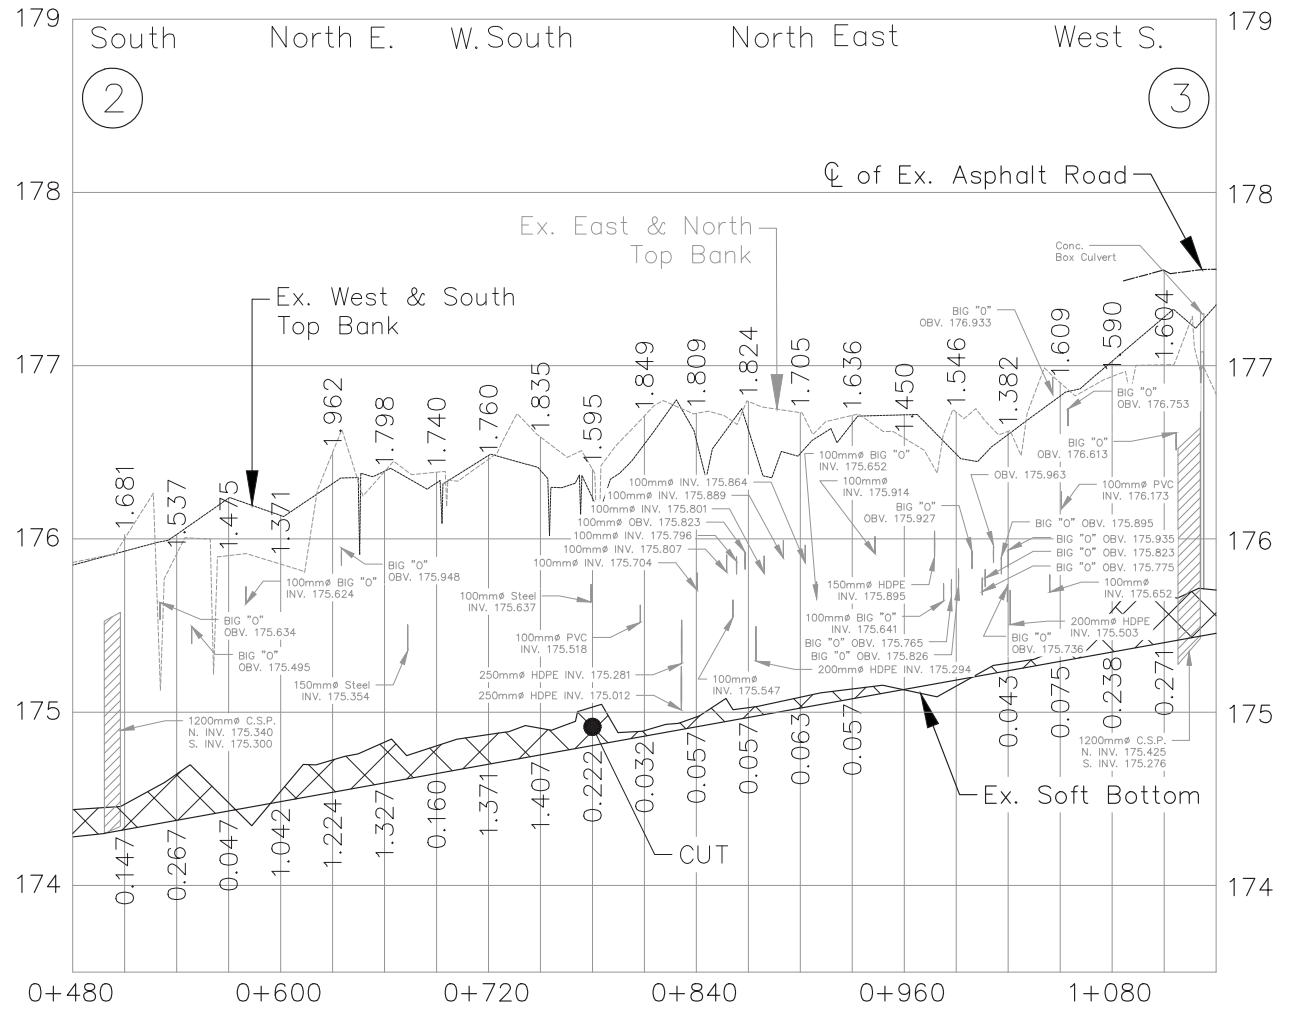 179
179
South
North E.
W. South
North East
West S.
2
3
178
178
℄ of Ex. Asphalt Road
Ex. East & North
Top Bank
Conc.
Box Culvert
Ex. West & South
Top Bank
BIG "O"
OBV. 176.933
177
177
1.681
1.537
1.475
1.371
1.962
1.798
1.740
1.760
1.835
1.595
1.849
1.809
1.824
1.705
1.636
1.450
1.546
1.382
1.609
1.590
1.604
BIG "O"
OBV. 176.753
BIG "O"
OBV. 176.613
100mmø BIG "O"
INV. 175.652
OBV. 175.963
100mmø INV. 175.864
100mmø
INV. 175.914
100mmø PVC
INV. 176.173
100mmø INV. 175.889
100mmø INV. 175.801
BIG "O"
OBV. 175.927
100mmø OBV. 175.823
BIG "O" OBV. 175.895
100mmø INV. 175.796
BIG "O" OBV. 175.935
176
176
100mmø INV. 175.807
BIG "O" OBV. 175.823
100mmø INV. 175.704
BIG "O" OBV. 175.775
BIG "O"
OBV. 175.948
100mmø BIG "O"
INV. 175.624
150mmø HDPE
INV. 175.895
100mmø
INV. 175.652
100mmø Steel
INV. 175.637
BIG "O"
OBV. 175.634
100mmø BIG "O"
INV. 175.641
200mmø HDPE
INV. 175.503
100mmø PVC
INV. 175.518
BIG "O"
OBV. 175.736
BIG "O" OBV. 175.765
BIG "O"
OBV. 175.495
BIG "O" OBV. 175.826
200mmø HDPE INV. 175.294
250mmø HDPE INV. 175.281
100mmø
INV. 175.547
150mmø Steel
INV. 175.354
250mmø HDPE INV. 175.012
175
175
1200mmø C.S.P.
N. INV. 175.340
S. INV. 175.300
1200mmø C.S.P.
N. INV. 175.425
S. INV. 175.276
Ex. Soft Bottom
CUT
0.147
0.267
0.047
1.042
1.224
1.327
0.160
1.371
1.407
0.222
0.032
0.057
0.057
0.063
0.057
0.043
0.075
0.238
0.271
174
174
0+480
0+600
0+720
0+840
0+960
1+080